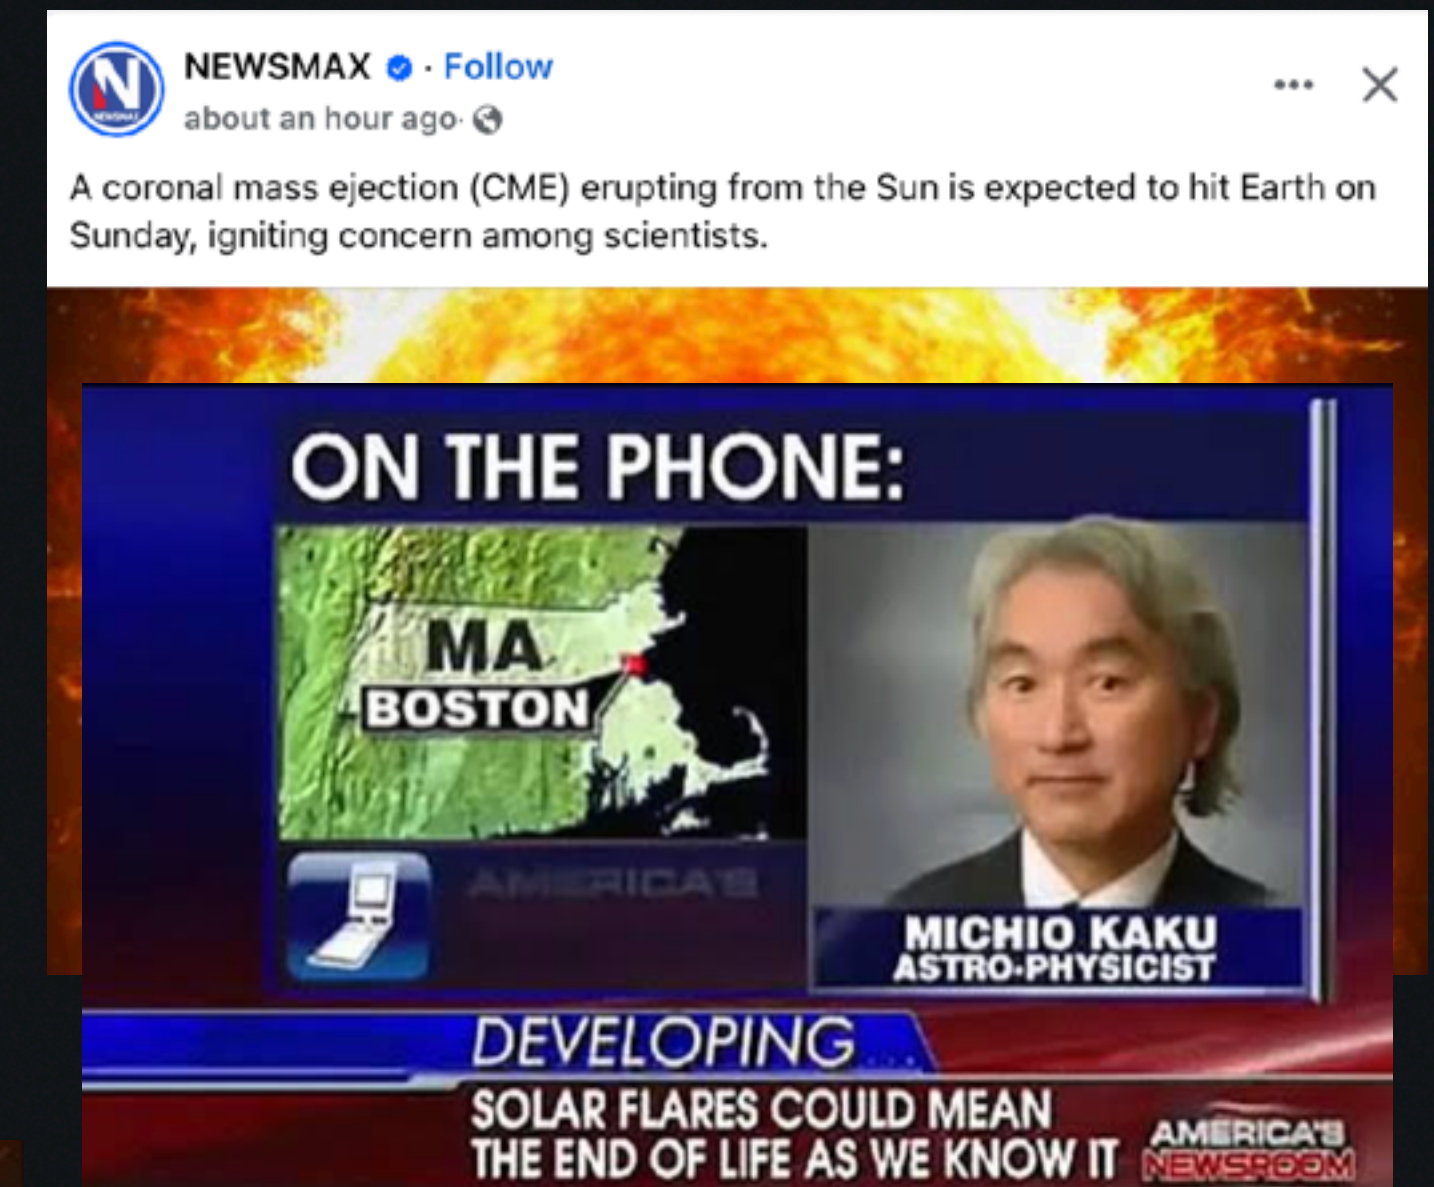 NEWSMAX · Follow
about an hour ago ·
A coronal mass ejection (CME) erupting from the Sun is expected to hit Earth on
Sunday, igniting concern among scientists.
ON THE PHONE:
MA
BOSTON
AMERICA'S
MICHIO KAKU
ASTRO-PHYSICIST
DEVELOPING...
SOLAR FLARES COULD MEAN
THE END OF LIFE AS WE KNOW IT
AMERICA'S
NEWSROOM